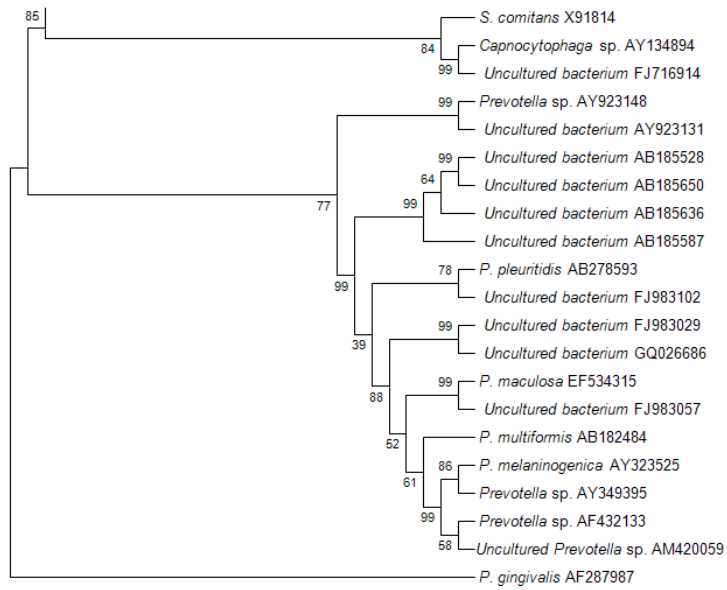 85
S. comitans X91814
84
Capnocytophaga sp. AY134894
99
Uncultured bacterium FJ716914
99
Prevotella sp. AY923148
Uncultured bacterium AY923131
99
Uncultured bacterium AB185528
64
Uncultured bacterium AB185650
77
99
Uncultured bacterium AB185636
Uncultured bacterium AB185587
78
P. pleuritidis AB278593
99
Uncultured bacterium FJ983102
99
Uncultured bacterium FJ983029
39
Uncultured bacterium GQ026686
99
P. maculosa EF534315
88
Uncultured bacterium FJ983057
52
P. multiformis AB182484
86
P. melaninogenica AY323525
61
Prevotella sp. AY349395
99
Prevotella sp. AF432133
58
Uncultured Prevotella sp. AM420059
P. gingivalis AF287987